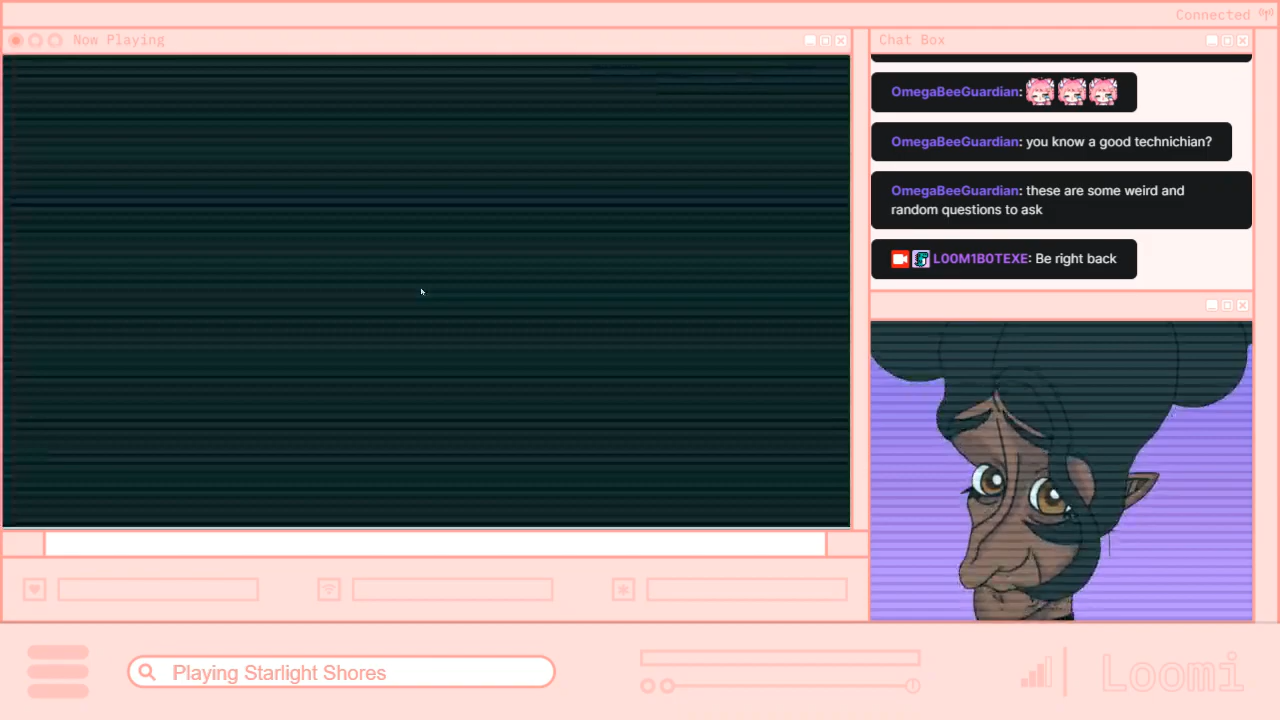 Connected
Now Playing
Chat Box
OmegaBeeGuardian:
OmegaBeeGuardian: you know a good technichian?
OmegaBeeGuardian: these are some weird and
random questions to ask
L00M1B0TEXE: Be right back
Playing Starlight Shores
Loomi